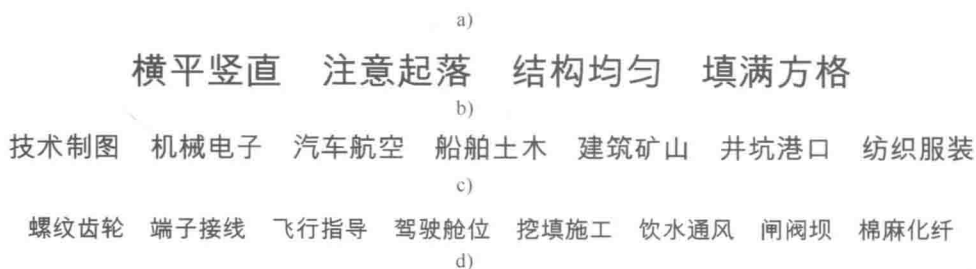 a)
横平竖直 注意起落 结构均匀 填满方格
b)
技术制图 机械电子 汽车航空 船舶土木 建筑矿山 井坑港口 纺织服装
c)
螺纹齿轮 端子接线 飞行指导 驾驶舱位 挖填施工 饮水通风 闸阀坝 棉麻化纤
d)